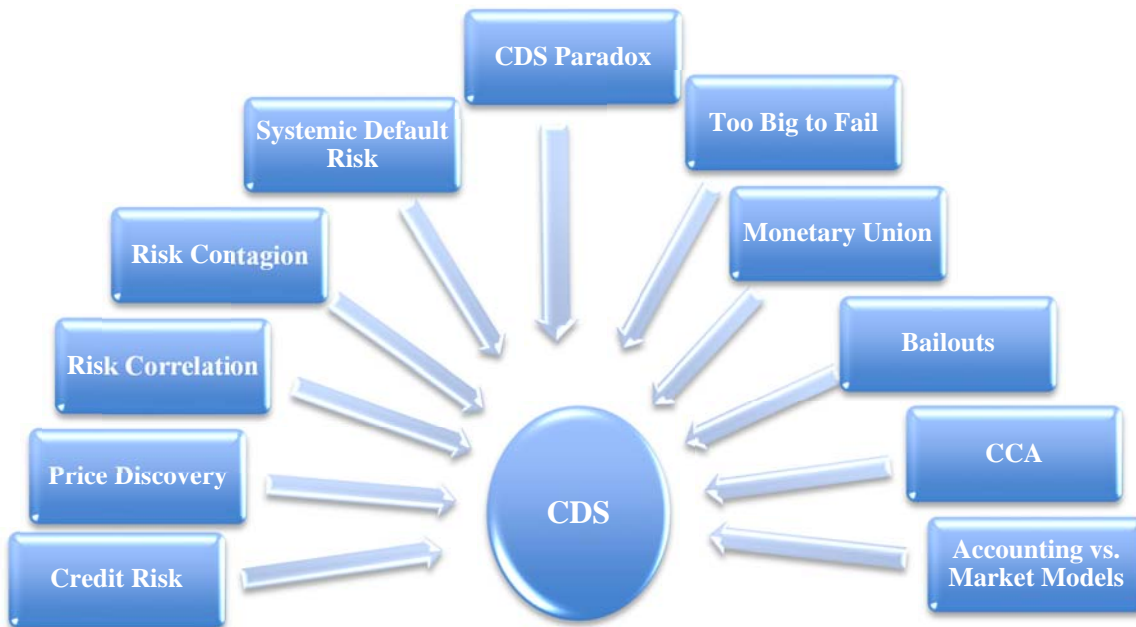 CDS Paradox
Too Big to Fail
Systemic Default
Risk
Monetary Union
Risk Contagion
Bailouts
Risk Correlation
CCA
Price Discovery
CDS
Accounting vs.
Market Models
Credit Risk